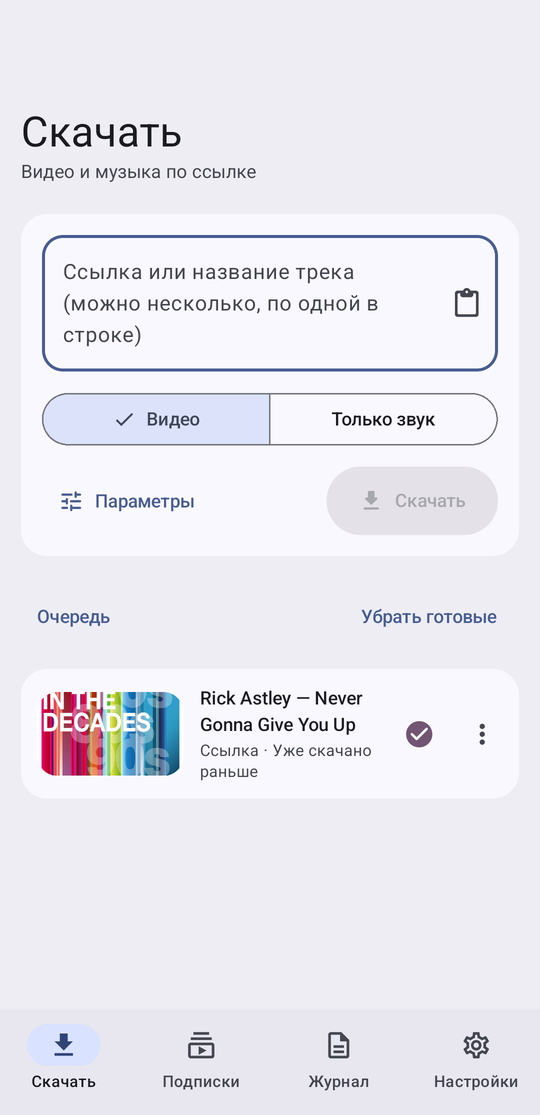 Скачать
Видео и музыка по ссылке
Ссылка или название трека
(можно несколько, по одной в
строке)
Видео
Только звук
Параметры
Скачать
Очередь
Убрать готовые
IN THE
DECADES
Rick Astley — Never
Gonna Give You Up
Ссылка · Уже скачано
раньше
Скачать
Подписки
Журнал
Настройки